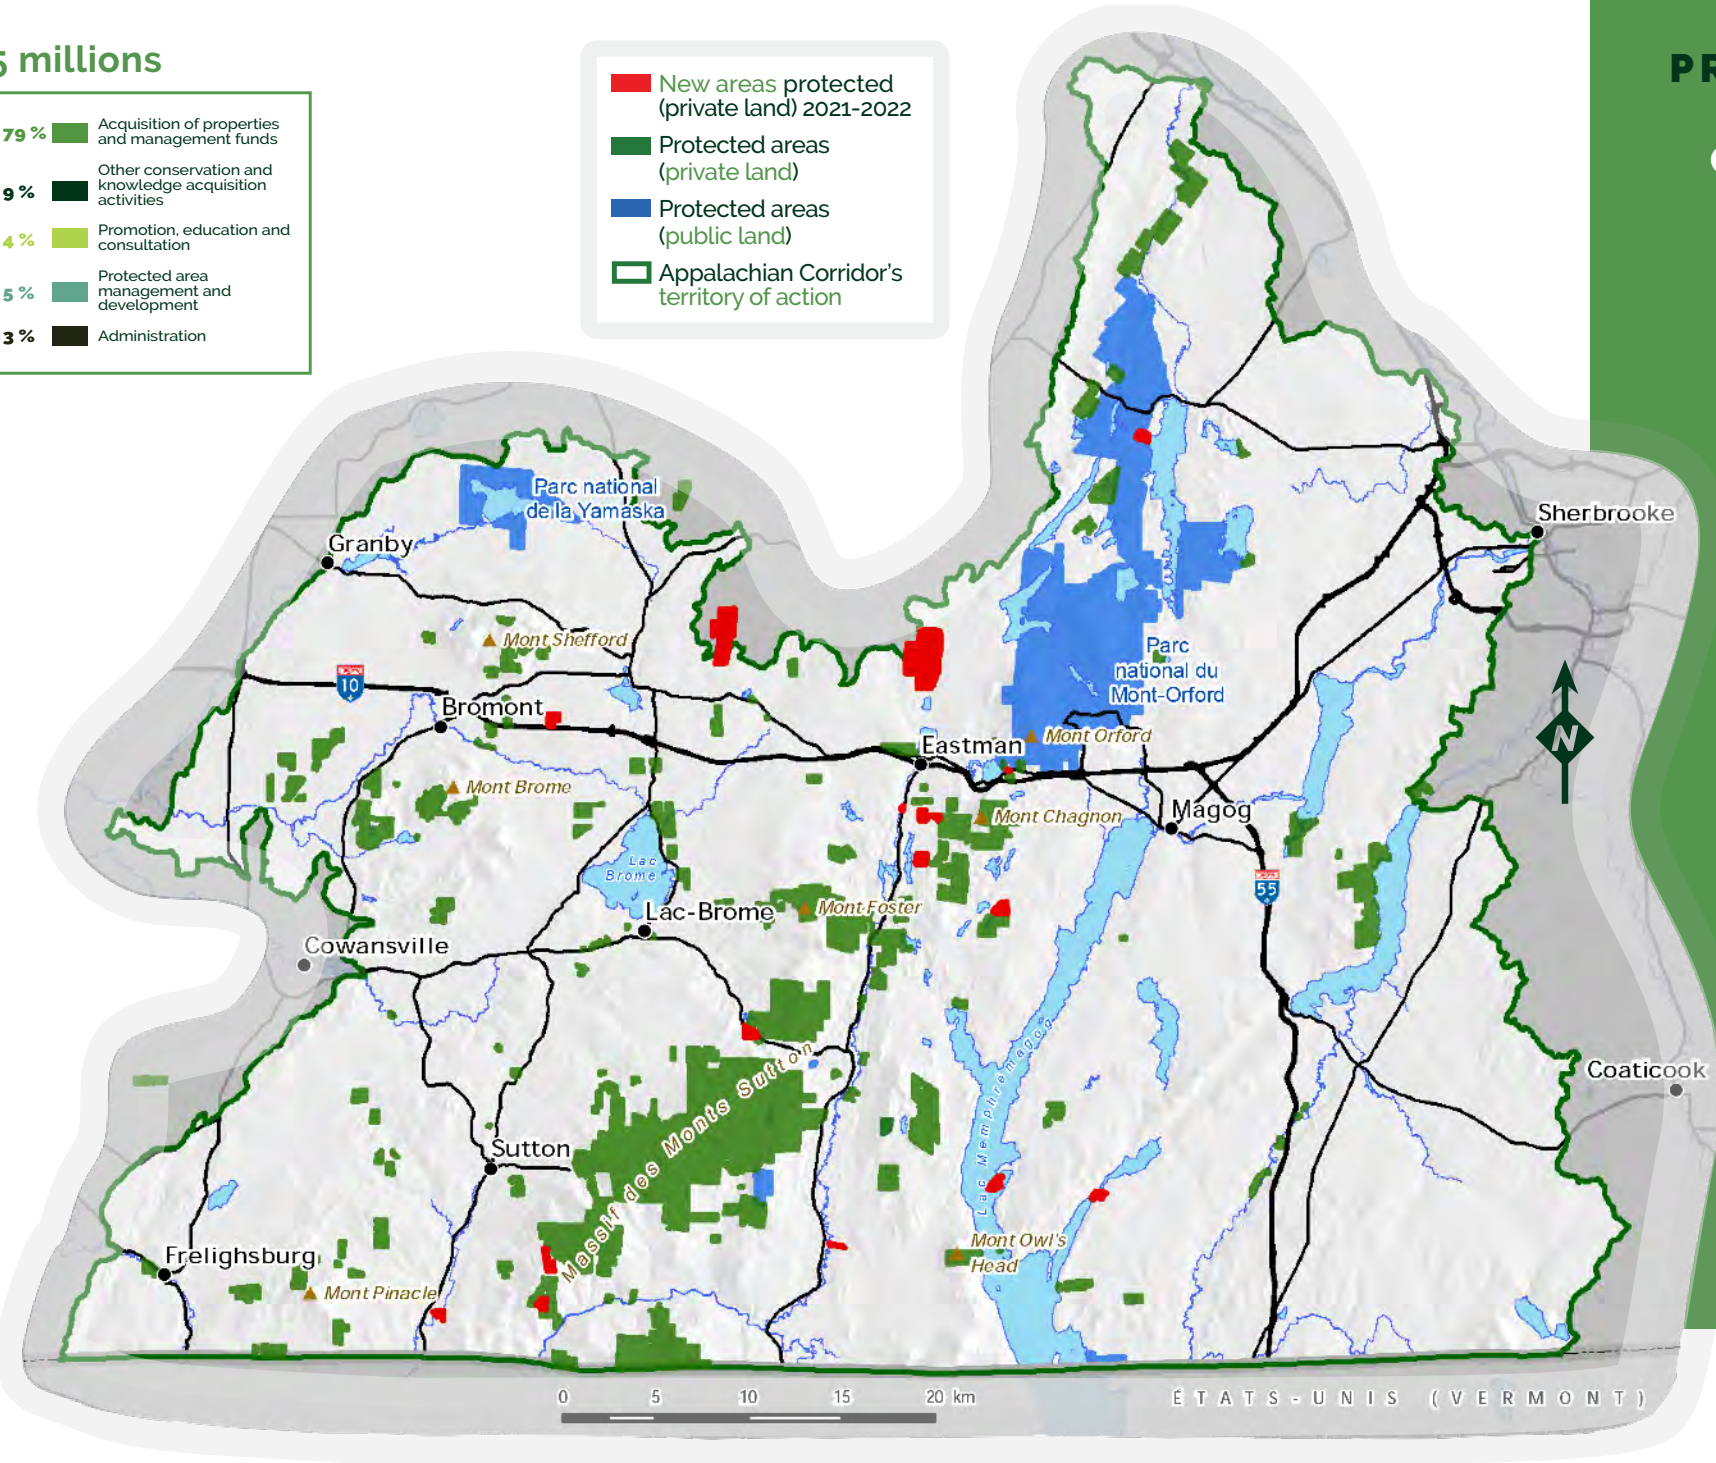 5 millions
79 %
Acquisition of properties
and management funds
9 %
Other conservation and
knowledge acquisition
activities
4 %
Promotion, education and
consultation
5 %
Protected area
management and
development
3 %
Administration
New areas protected
(private land) 2021-2022
Protected areas
(private land)
Protected areas
(public land)
Appalachian Corridor's
territory of action
PR
Parc national
de la Yamaska
Granby
Sherbrooke
Mont Shefford
Parc
national du
Mont-Orford
10
Bromont
Eastman
Mont Orford
N
Mont Brome
Mont Chagnon
Magog
Lac
Brome
55
Lac-Brome
Mont Foster
Cowansville
Lac Memphremagog
Massif des Monts Sutton
Coaticook
Sutton
Mont Owl's
Head
Frelighsburg
Mont Pinacle
0 5 10 15 20 km
ÉTATS-UNIS (VERMONT)